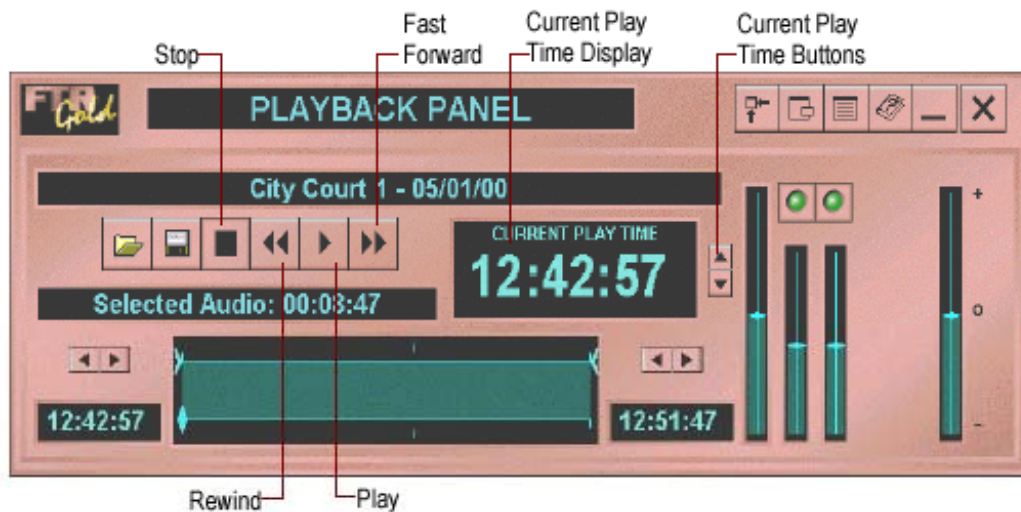 Stop
Fast
Forward
Current Play
Time Display
Current Play
Time Buttons
FTR
Gold
PLAYBACK PANEL
City Court 1 - 05/01/00
CURRENT PLAY TIME
12:42:57
Selected Audio: 00:08:47
+
o
-
12:42:57
12:51:47
Rewind
Play